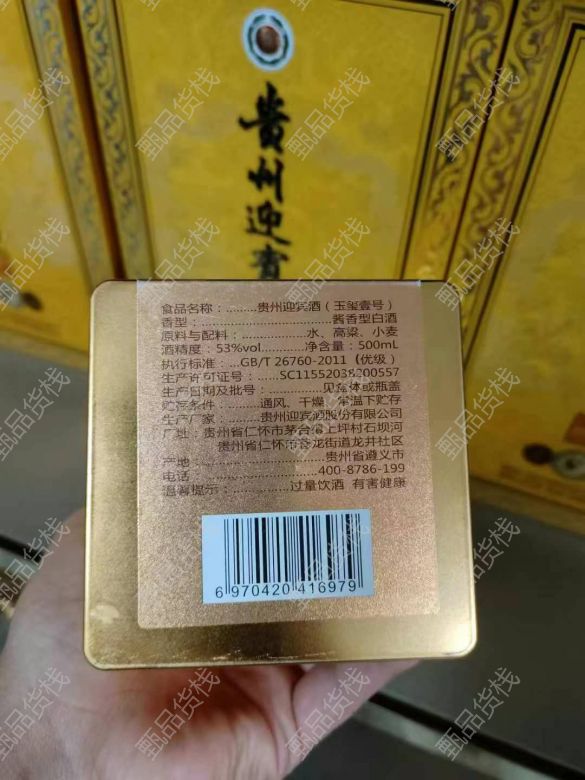 贵州迎宾
食品名称：.........贵州迎宾酒（玉玺壹号）
香型：.....................................酱香型白酒
原料与配料：................水、高粱、小麦
酒精度：53%vol............净含量：500mL
执行标准：...GB/T 26760-2011（优级）
生产许可证号：......SC11552038200557
生产日期及批号：...............见盒体或瓶盖
贮存条件：.........通风、干燥、常温下贮存
生产厂家：.........贵州迎宾酒股份有限公司
厂址：贵州省仁怀市茅台镇上坪村石坝河
贵州省仁怀市苍龙街道龙井社区
产地：................................贵州省遵义市
电话：...............................400-8786-199
温馨提示：...............过量饮酒 有害健康
6 970420 416979
甄品货栈